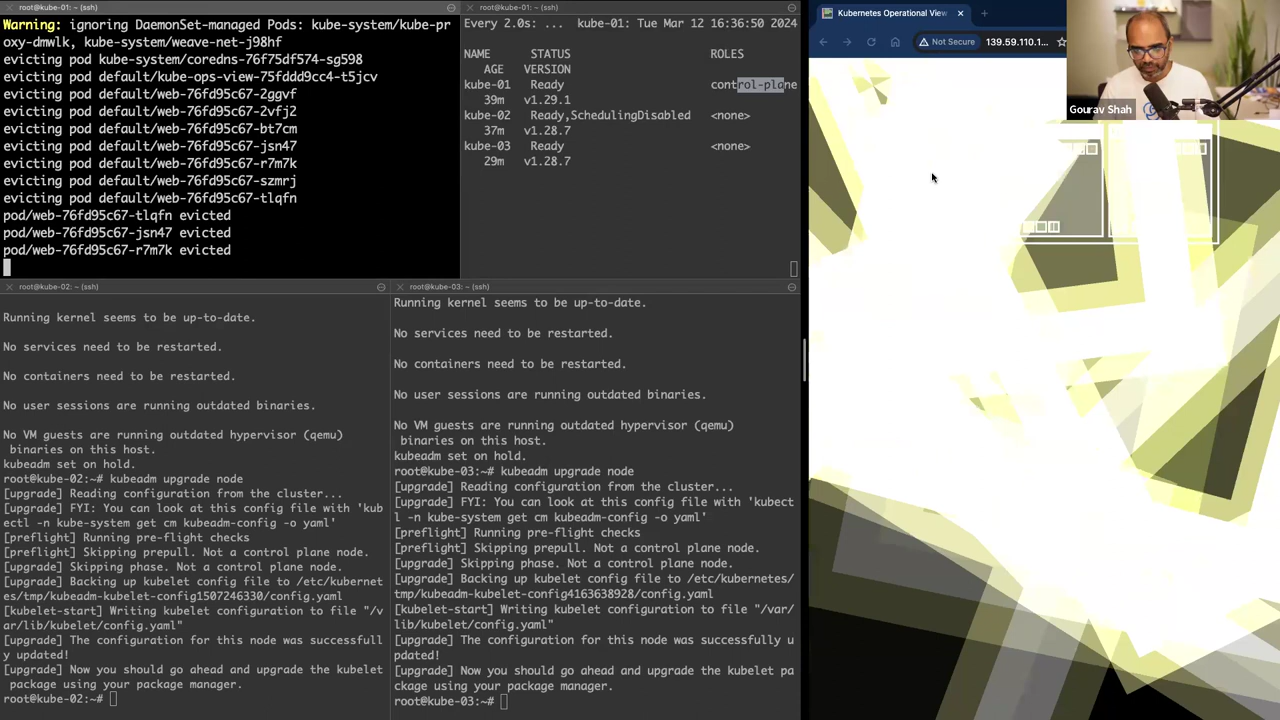 root@kube-01: ~ (ssh)
Warning: ignoring DaemonSet-managed Pods: kube-system/kube-pr
oxy-dmwlk, kube-system/weave-net-j98hf
evicting pod kube-system/coredns-76f75df574-sg598
evicting pod default/kube-ops-view-75fddd9cc4-t5jcv
evicting pod default/web-76fd95c67-2ggvf
evicting pod default/web-76fd95c67-2vfj2
evicting pod default/web-76fd95c67-bt7cm
evicting pod default/web-76fd95c67-jsn47
evicting pod default/web-76fd95c67-r7m7k
evicting pod default/web-76fd95c67-szmrj
evicting pod default/web-76fd95c67-tlqfn
pod/web-76fd95c67-tlqfn evicted
pod/web-76fd95c67-jsn47 evicted
pod/web-76fd95c67-r7m7k evicted
root@kube-01: ~ (ssh)
Every 2.0s: ... kube-01: Tue Mar 12 16:36:50 2024
NAME STATUS ROLES
AGE VERSION
kube-01 Ready control-plane
39m v1.29.1
kube-02 Ready,SchedulingDisabled <none>
37m v1.28.7
kube-03 Ready <none>
29m v1.28.7
root@kube-02: ~ (ssh)
Running kernel seems to be up-to-date.
No services need to be restarted.
No containers need to be restarted.
No user sessions are running outdated binaries.
No VM guests are running outdated hypervisor (qemu)
binaries on this host.
kubeadm set on hold.
root@kube-02:~# kubeadm upgrade node
[upgrade] Reading configuration from the cluster...
[upgrade] FYI: You can look at this config file with 'kub
ectl -n kube-system get cm kubeadm-config -o yaml'
[preflight] Running pre-flight checks
[preflight] Skipping prepull. Not a control plane node.
[upgrade] Skipping phase. Not a control plane node.
[upgrade] Backing up kubelet config file to /etc/kubernet
es/tmp/kubeadm-kubelet-config1507246330/config.yaml
[kubelet-start] Writing kubelet configuration to file "/v
ar/lib/kubelet/config.yaml"
[upgrade] The configuration for this node was successfull
y updated!
[upgrade] Now you should go ahead and upgrade the kubelet
package using your package manager.
root@kube-02:~#
root@kube-03: ~ (ssh)
Running kernel seems to be up-to-date.
No services need to be restarted.
No containers need to be restarted.
No user sessions are running outdated binaries.
No VM guests are running outdated hypervisor (qemu)
binaries on this host.
kubeadm set on hold.
root@kube-03:~# kubeadm upgrade node
[upgrade] Reading configuration from the cluster...
[upgrade] FYI: You can look at this config file with 'kubect
l -n kube-system get cm kubeadm-config -o yaml'
[preflight] Running pre-flight checks
[preflight] Skipping prepull. Not a control plane node.
[upgrade] Skipping phase. Not a control plane node.
[upgrade] Backing up kubelet config file to /etc/kubernetes/
tmp/kubeadm-kubelet-config4163638928/config.yaml
[kubelet-start] Writing kubelet configuration to file "/var/
lib/kubelet/config.yaml"
[upgrade] The configuration for this node was successfully u
pdated!
[upgrade] Now you should go ahead and upgrade the kubelet pa
ckage using your package manager.
root@kube-03:~#
Kubernetes Operational View
Not Secure 139.59.110.1...
Gourav Shah